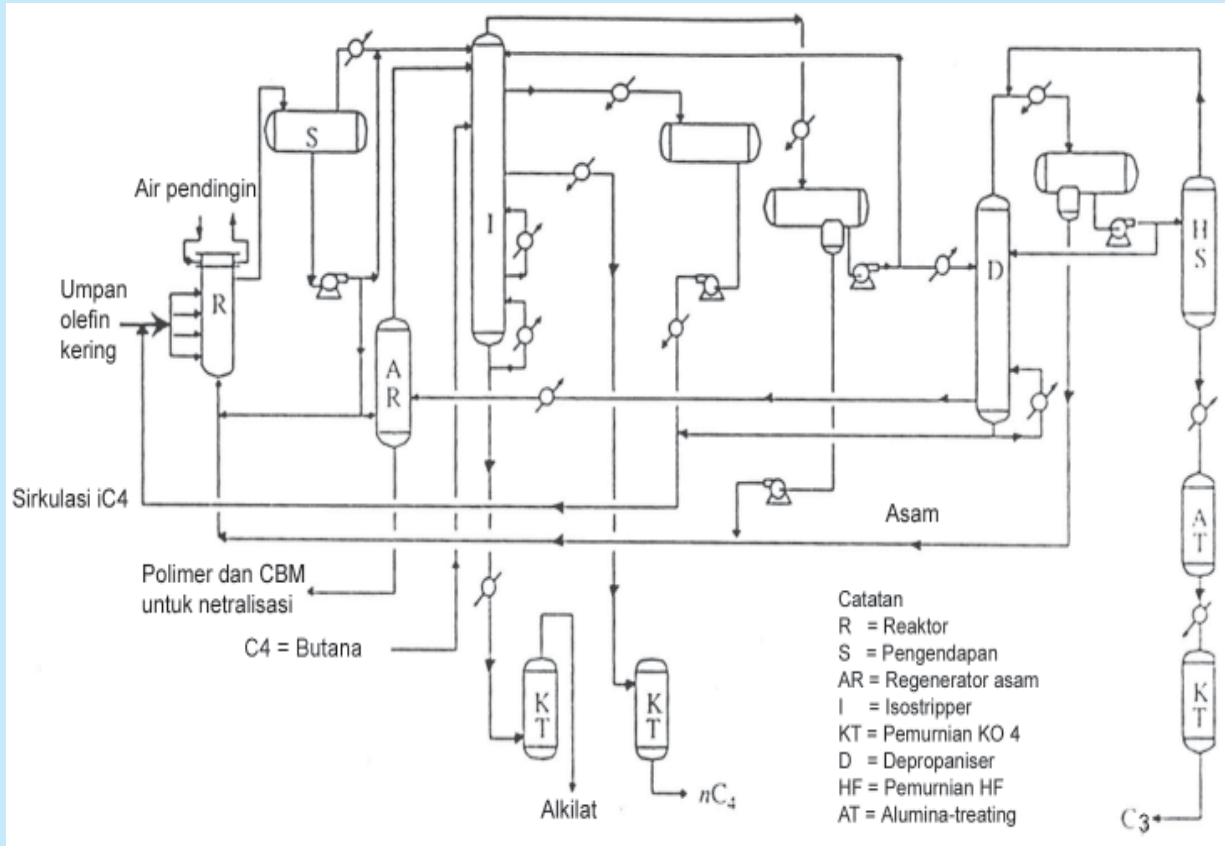 S
Air pendingin
I
H
S
R
D
Umpan
olefin
kering
A
R
Sirkulasi iC4
Asam
A
T
Polimer dan CBM
untuk netralisasi
C4 = Butana
Catatan
R = Reaktor
S = Pengendapan
AR = Regenerator asam
I = Isostripper
KT = Pemurnian KO 4
D = Depropaniser
HF = Pemurnian HF
AT = Alumina-treating
K
T
K
T
K
T
Alkilat
nC₄
C3